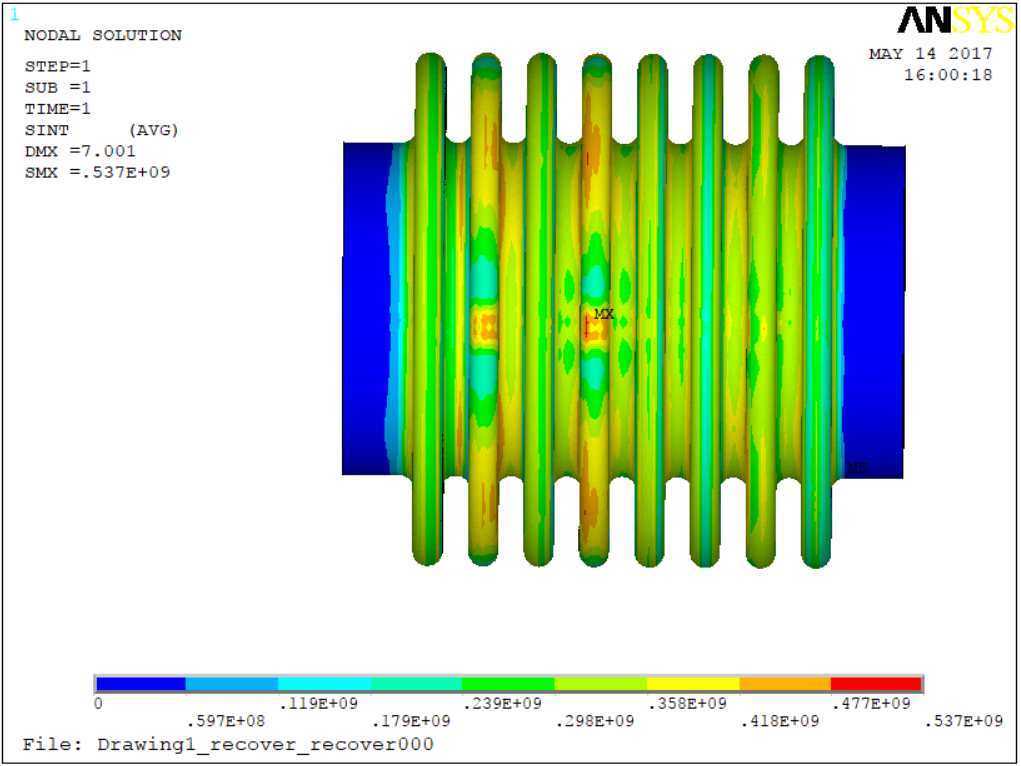 1
ANSYS
NODAL SOLUTION
MAY 14 2017
16:00:18
STEP=1
SUB =1
TIME=1
SINT (AVG)
DMX =7.001
SMX =.537E+09
MX
MN
0 .119E+09 .239E+09 .358E+09 .477E+09
.597E+08 .179E+09 .298E+09 .418E+09 .537E+09
File: Drawing1_recover_recover000